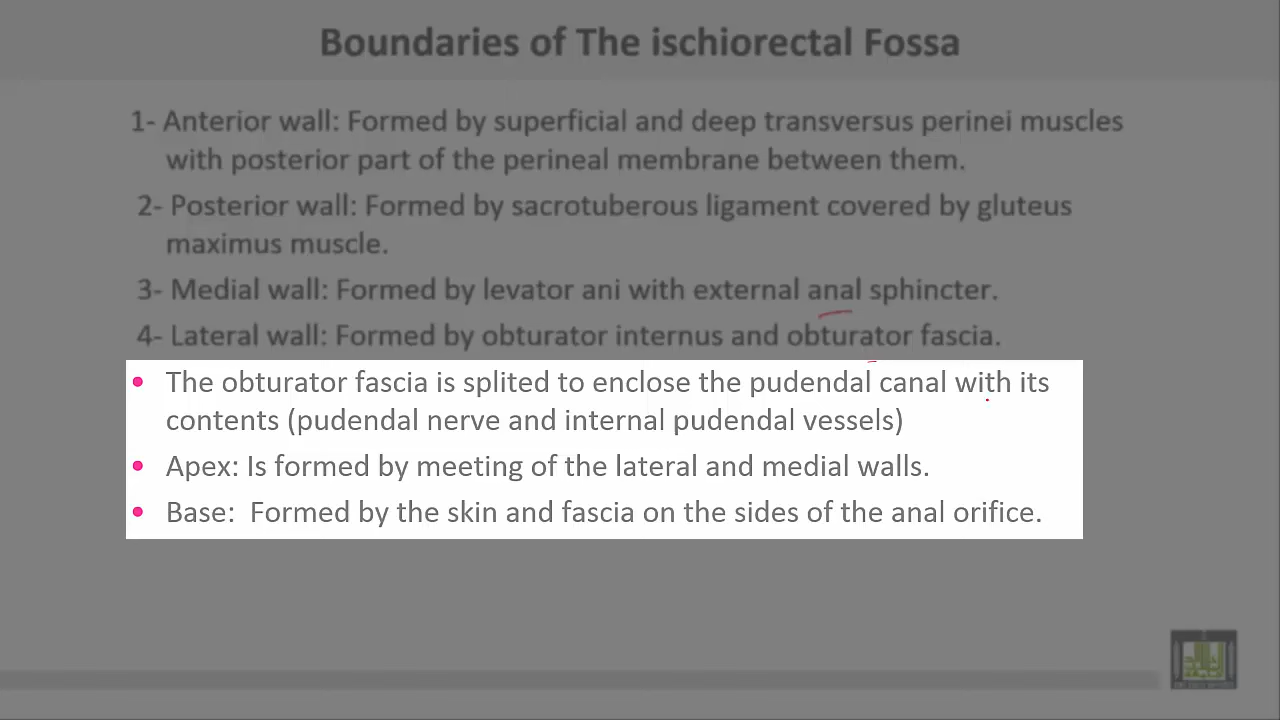 Boundaries of The ischiorectal Fossa
1- Anterior wall: Formed by superficial and deep transversus perinei muscles
with posterior part of the perineal membrane between them.
2- Posterior wall: Formed by sacrotuberous ligament covered by gluteus
maximus muscle.
3- Medial wall: Formed by levator ani with external anal sphincter.
4- Lateral wall: Formed by obturator internus and obturator fascia.
• The obturator fascia is splited to enclose the pudendal canal with its
contents (pudendal nerve and internal pudendal vessels)
• Apex: Is formed by meeting of the lateral and medial walls.
• Base: Formed by the skin and fascia on the sides of the anal orifice.